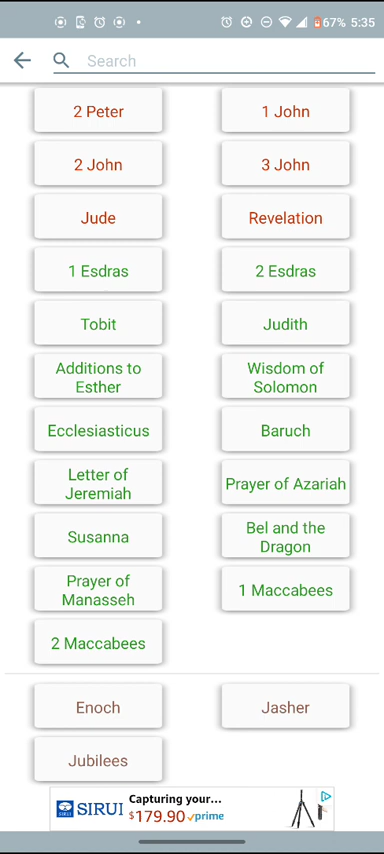 67% 5:35
Search
2 Peter
1 John
2 John
3 John
Jude
Revelation
1 Esdras
2 Esdras
Tobit
Judith
Additions to
Esther
Wisdom of
Solomon
Ecclesiasticus
Baruch
Letter of
Jeremiah
Prayer of Azariah
Susanna
Bel and the
Dragon
Prayer of
Manasseh
1 Maccabees
2 Maccabees
Enoch
Jasher
Jubilees
SIRUI
SIRUI
Capturing your...
$179.90 prime